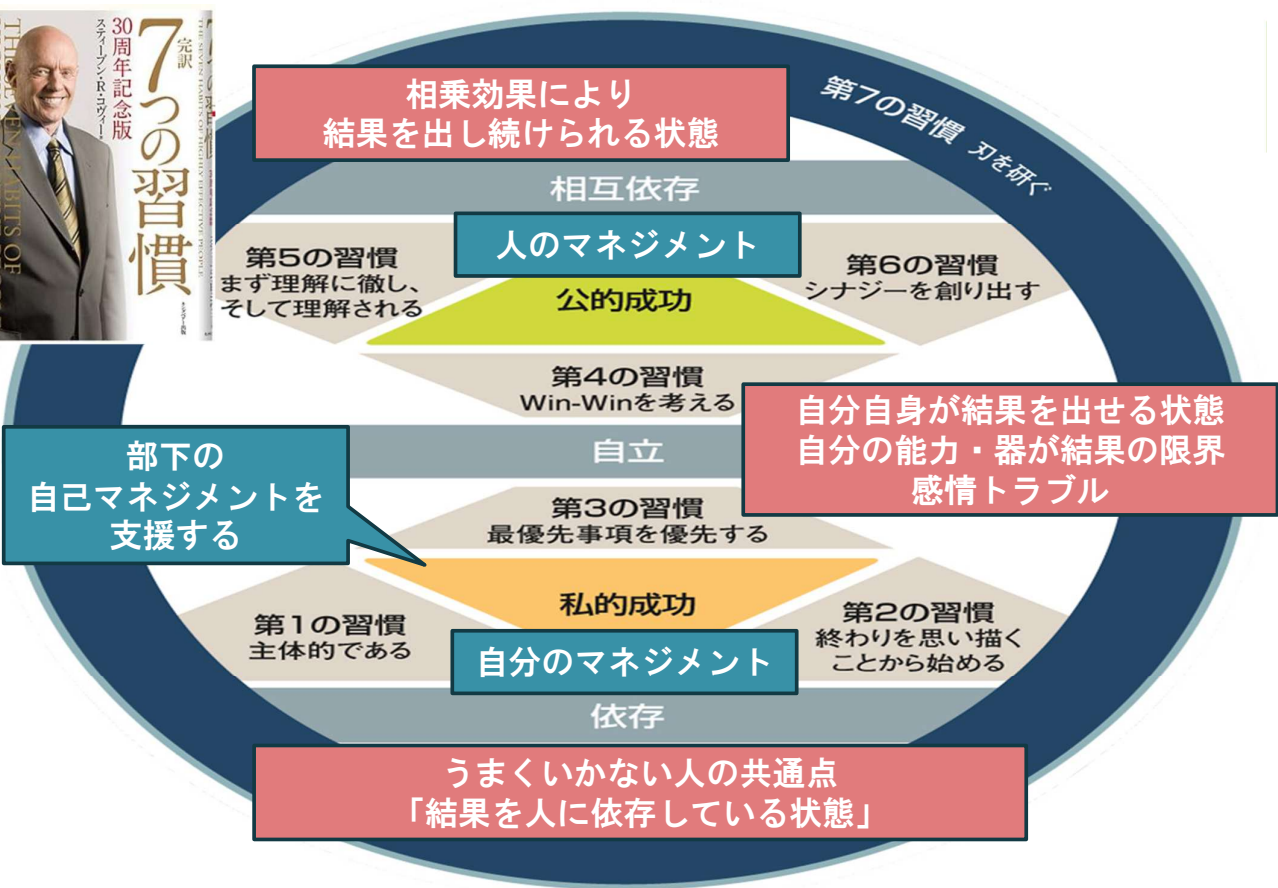 完訳
7つの習慣
30周年記念版
スティーブン・R・コヴィー
THE SEVEN HABITS OF HIGHLY EFFECTIVE PEOPLE
THE SEVEN HABITS OF
相乗効果により
結果を出し続けられる状態
第7の習慣 刃を研ぐ
相互依存
人のマネジメント
第5の習慣
まず理解に徹し、
そして理解される
第6の習慣
シナジーを創り出す
公的成功
第4の習慣
Win-Winを考える
自分自身が結果を出せる状態
自分の能力・器が結果の限界
感情トラブル
自立
部下の
自己マネジメントを
支援する
第3の習慣
最優先事項を優先する
私的成功
第1の習慣
主体的である
第2の習慣
終わりを思い描く
ことから始める
自分のマネジメント
依存
うまくいかない人の共通点
「結果を人に依存している状態」